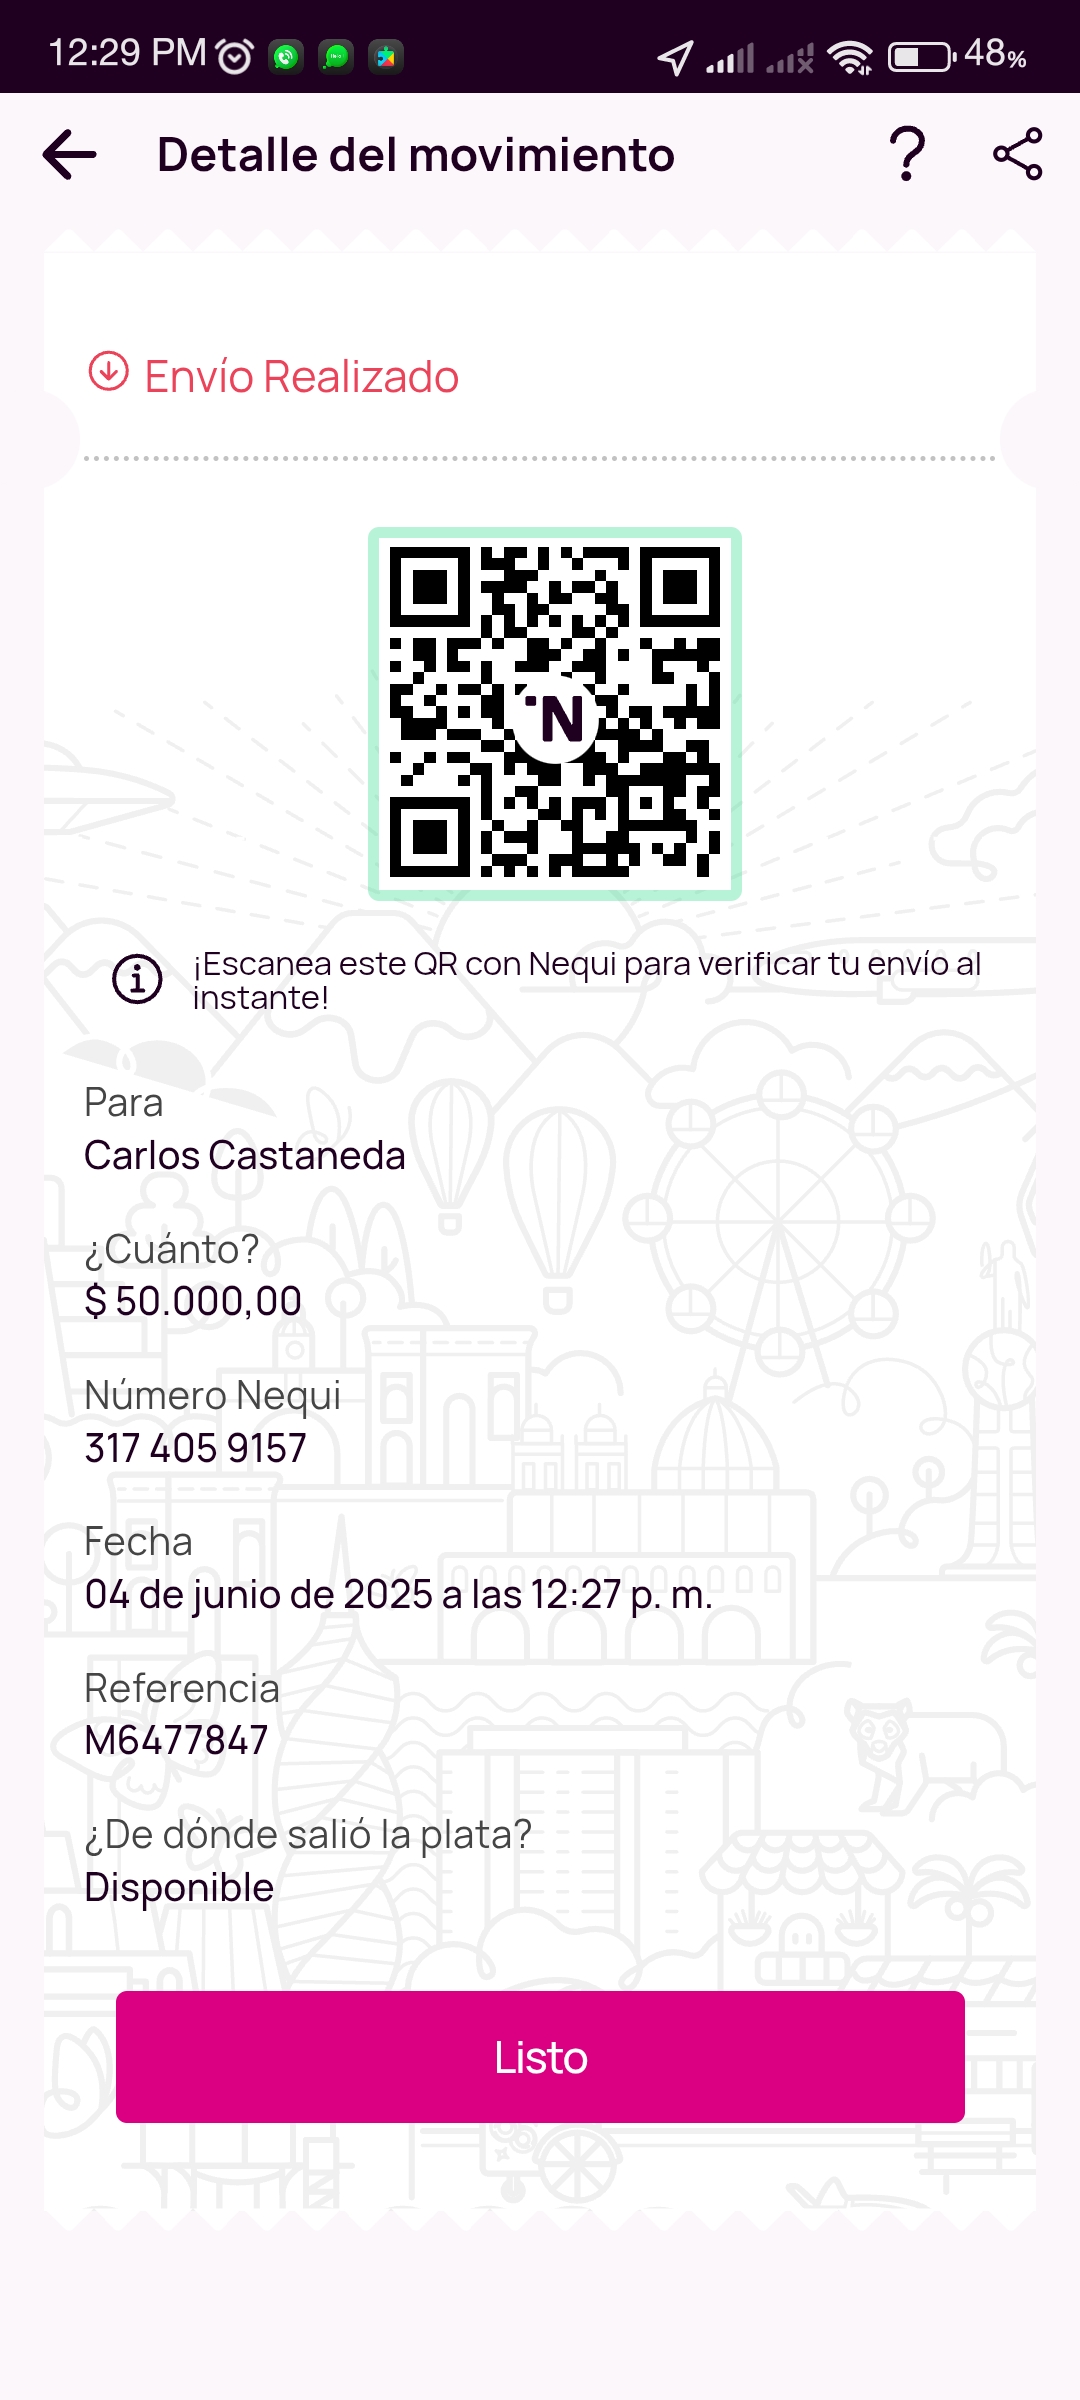 12:29 PM 48%
Detalle del movimiento
Envío Realizado
N
¡Escanea este QR con Nequi para verificar tu envío al
instante!
Para
Carlos Castaneda
¿Cuánto?
$ 50.000,00
Número Nequi
317 405 9157
Fecha
04 de junio de 2025 a las 12:27 p. m.
Referencia
M6477847
¿De dónde salió la plata?
Disponible
Listo